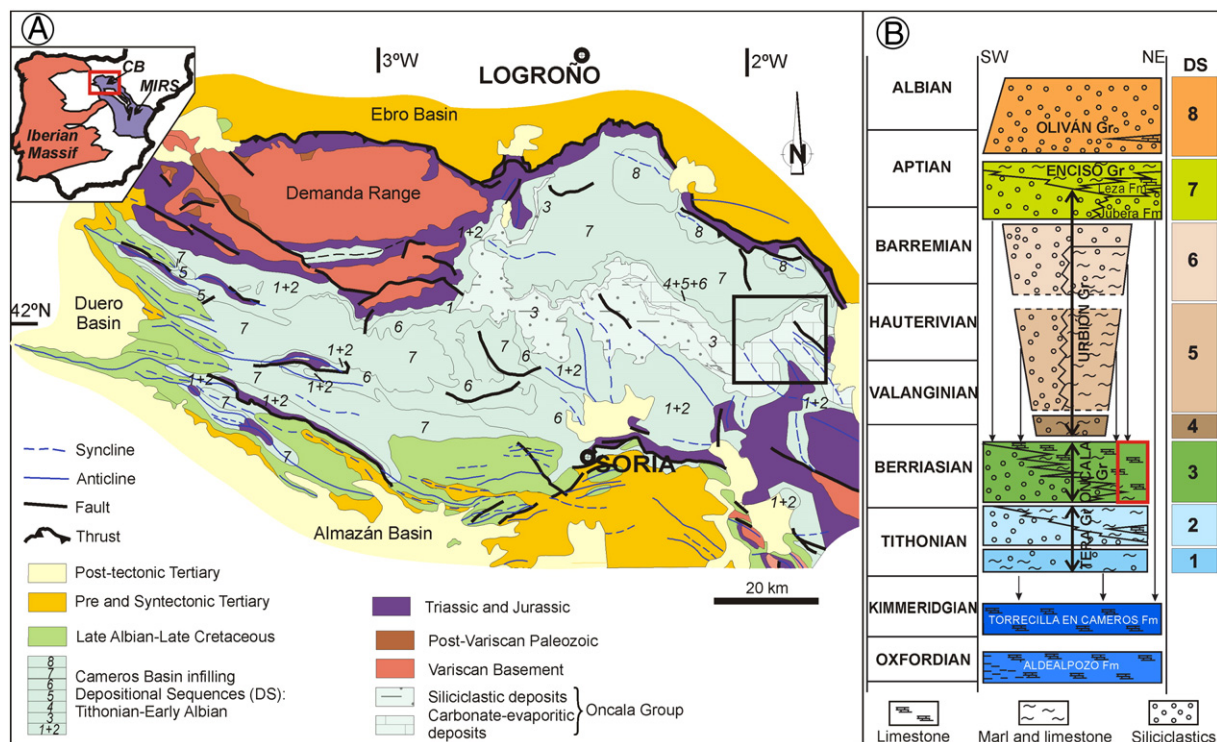 A
CB
MIRS
Iberian
Massif
3ºW
2ºW
LOGROÑO
Ebro Basin
N
Demanda Range
8
3
7
1+2
8
8
7
5
5
1+2
7
1
6
3
4+5+6
7
3
42ºN
Duero
Basin
7
7
6
7
6
1+2
6
1+2
1+2
7
1+2
7
6
1+2
1+2
7
7
SORIA
1+2
Almazán Basin
Syncline
Anticline
Fault
Thrust
20 km
Post-tectonic Tertiary
Pre and Syntectonic Tertiary
Late Albian-Late Cretaceous
8
7
6
5
4
3
1+2
Cameros Basin infilling
Depositional Sequences (DS):
Tithonian-Early Albian
Triassic and Jurassic
Post-Variscan Paleozoic
Variscan Basement
Siliciclastic deposits
Carbonate-evaporitic
deposits
Oncala Group
B
SW
NE
DS
ALBIAN
OLIVÁN Gr
8
APTIAN
ENCISO Gr
Leza Fm
Jubera Fm
7
BARREMIAN
6
HAUTERIVIAN
URBIÓN Gr
5
VALANGINIAN
4
BERRIASIAN
ONCALA
Gr
3
TITHONIAN
TERA Gr
2
1
KIMMERIDGIAN
TORRECILLA EN CAMEROS Fm
OXFORDIAN
ALDEALPOZO Fm
Limestone
Marl and limestone
Siliciclastics